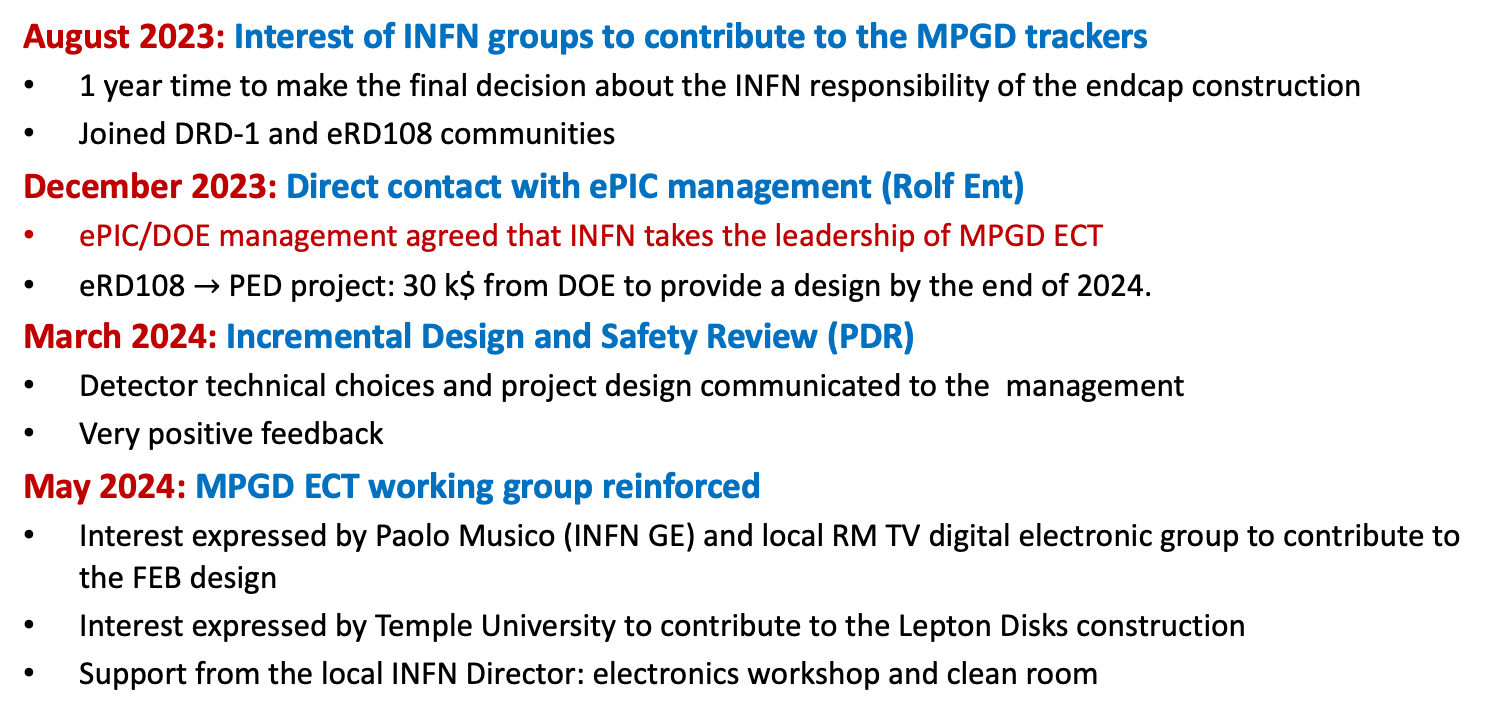 August 2023: Interest of INFN groups to contribute to the MPGD trackers
• 1 year time to make the final decision about the INFN responsibility of the endcap construction
• Joined DRD-1 and eRD108 communities
December 2023: Direct contact with ePIC management (Rolf Ent)
• ePIC/DOE management agreed that INFN takes the leadership of MPGD ECT
• eRD108 → PED project: 30 k$ from DOE to provide a design by the end of 2024.
March 2024: Incremental Design and Safety Review (PDR)
• Detector technical choices and project design communicated to the  management
• Very positive feedback
May 2024: MPGD ECT working group reinforced
• Interest expressed by Paolo Musico (INFN GE) and local RM TV digital electronic group to contribute to
the FEB design
• Interest expressed by Temple University to contribute to the Lepton Disks construction
• Support from the local INFN Director: electronics workshop and clean room